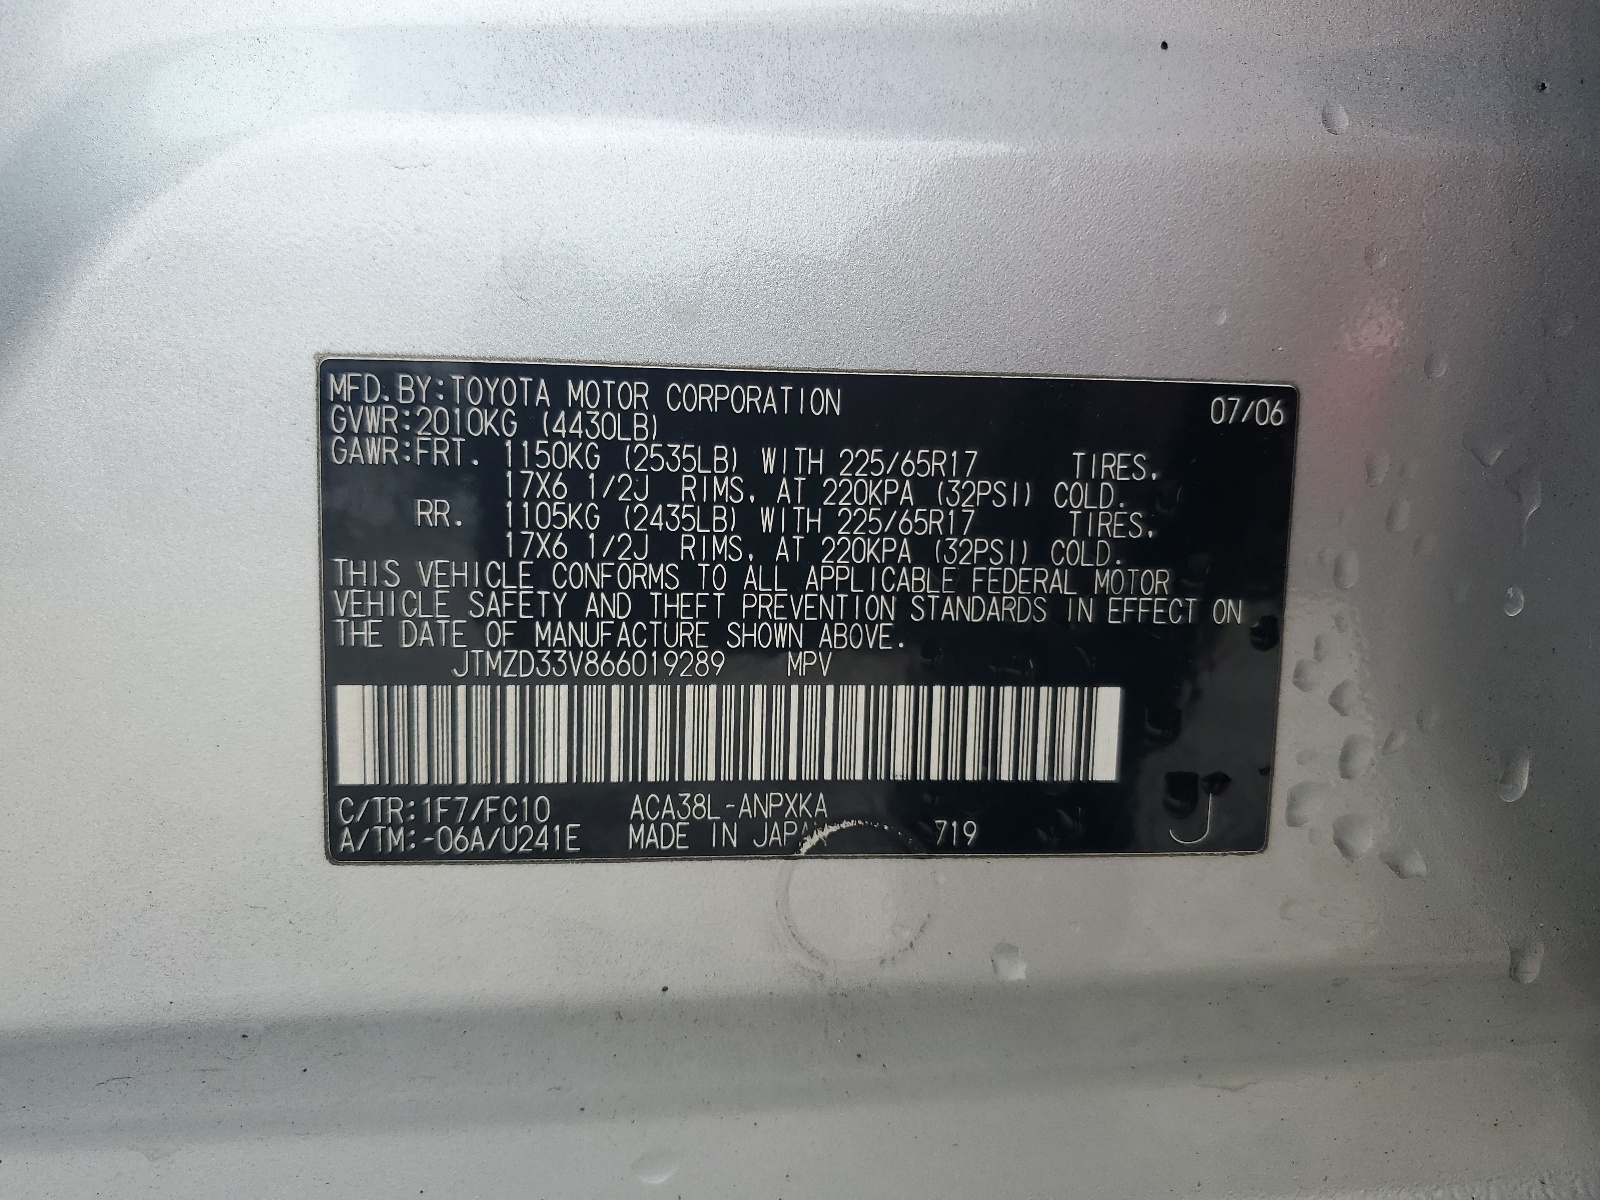 MFD. BY: TOYOTA MOTOR CORPORATION 07/06
GVWR: 2010KG (4430LB)
GAWR: FRT. 1150KG (2535LB) WITH 225/65R17 TIRES.
17X6 1/2J RIMS. AT 220KPA (32PSI) COLD.
RR. 1105KG (2435LB) WITH 225/65R17 TIRES.
17X6 1/2J RIMS. AT 220KPA (32PSI) COLD.
THIS VEHICLE CONFORMS TO ALL APPLICABLE FEDERAL MOTOR
VEHICLE SAFETY AND THEFT PREVENTION STANDARDS IN EFFECT ON
THE DATE OF MANUFACTURE SHOWN ABOVE.
JTMZD33V866019289 MPV
C/TR: 1F7/FC10 ACA38L-ANPXKA
A/TM: -06A/U241E MADE IN JAPAN 719 J